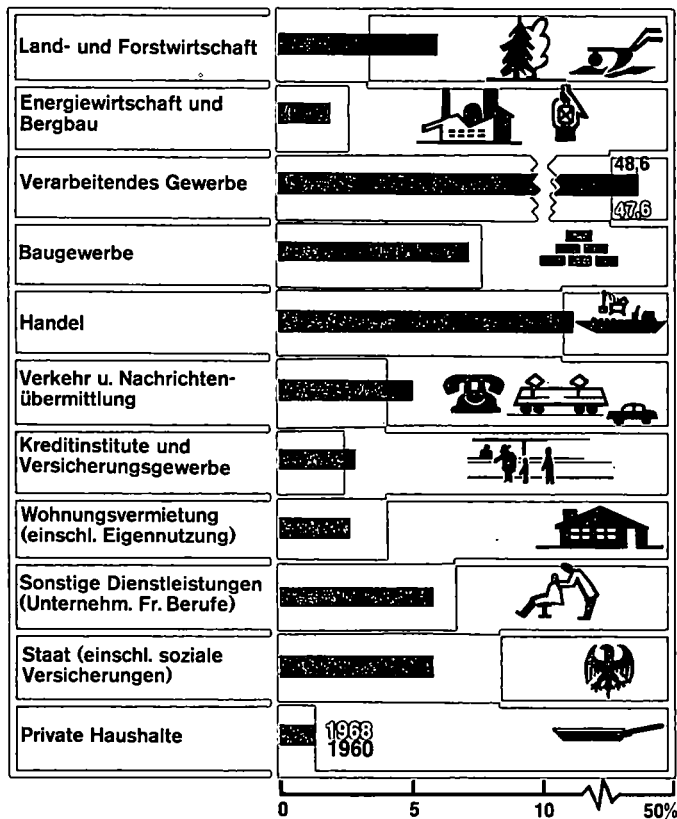 Land- und Forstwirtschaft
Energiewirtschaft und
Bergbau
Verarbeitendes Gewerbe
48,6
47,6
Baugewerbe
Handel
Verkehr u. Nachrichten-
übermittlung
Kreditinstitute und
Versicherungsgewerbe
Wohnungsvermietung
(einschl. Eigennutzung)
Sonstige Dienstleistungen
(Unternehm. Fr. Berufe)
Staat (einschl. soziale
Versicherungen)
Private Haushalte
1968
1960
0 5 10 50%